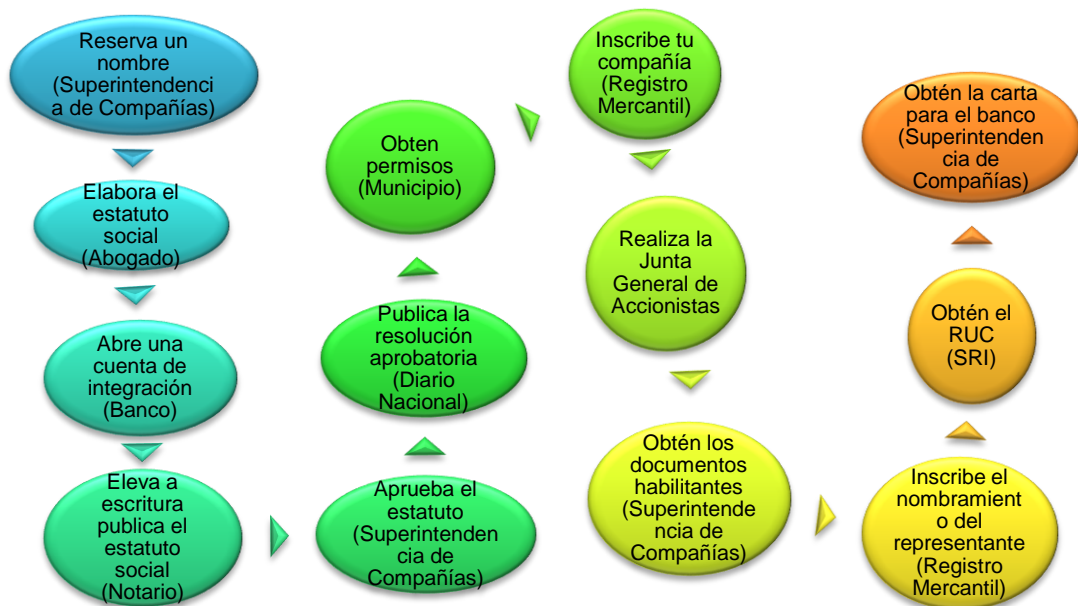 Reserva un
nombre
(Superintendenci
a de Compañías)
Elabora el
estatuto
social
(Abogado)
Abre una
cuenta de
integración
(Banco)
Eleva a
escritura
publica el
estatuto
social
(Notario)
Aprueba el
estatuto
(Superintenden
cia de
Compañías)
Publica la
resolución
aprobatoria
(Diario
Nacional)
Obten
permisos
(Municipio)
Inscribe tu
compañía
(Registro
Mercantil)
Realiza la
Junta
General de
Accionistas
Obtén los
documentos
habilitantes
(Superintende
ncia de
Compañías)
Inscribe el
nombramient
o del
representante
(Registro
Mercantil)
Obtén el
RUC
(SRI)
Obtén la carta
para el banco
(Superintenden
cia de
Compañías)